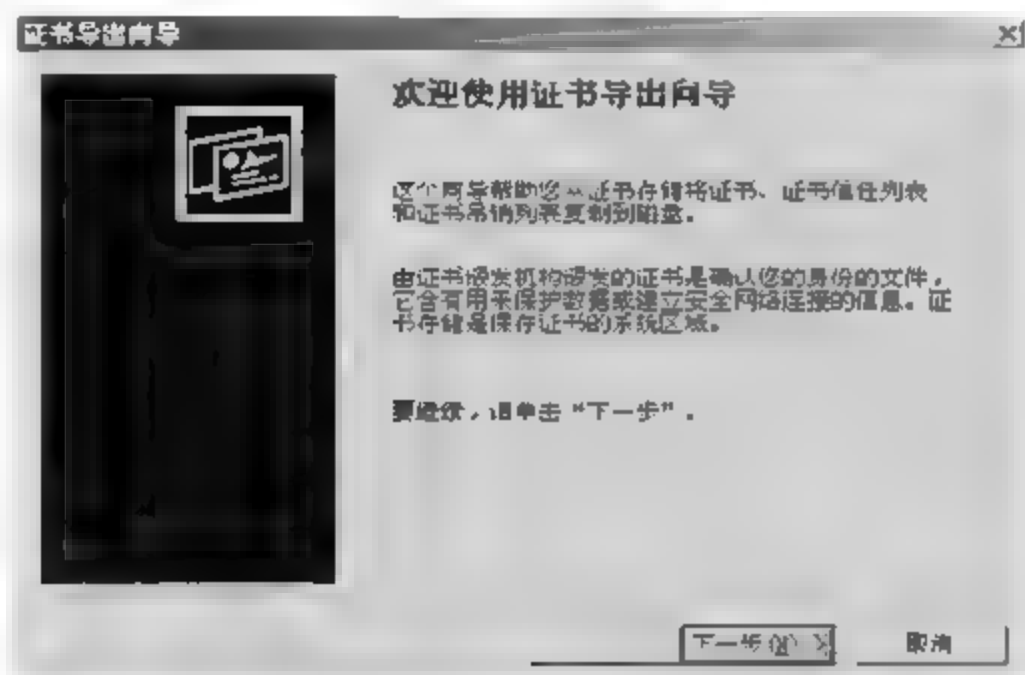 证书导出向导
欢迎使用证书导出向导
这个向导帮助您从证书存储将证书、证书信任列表
和证书吊销列表复制到磁盘。
由证书颁发机构颁发的证书是确认您的身份的文件，
它含有用来保护数据或建立安全网络连接的信息。证
书存储是保存证书的系统区域。
要继续，请单击“下一步”.
下一步(N) >
取消